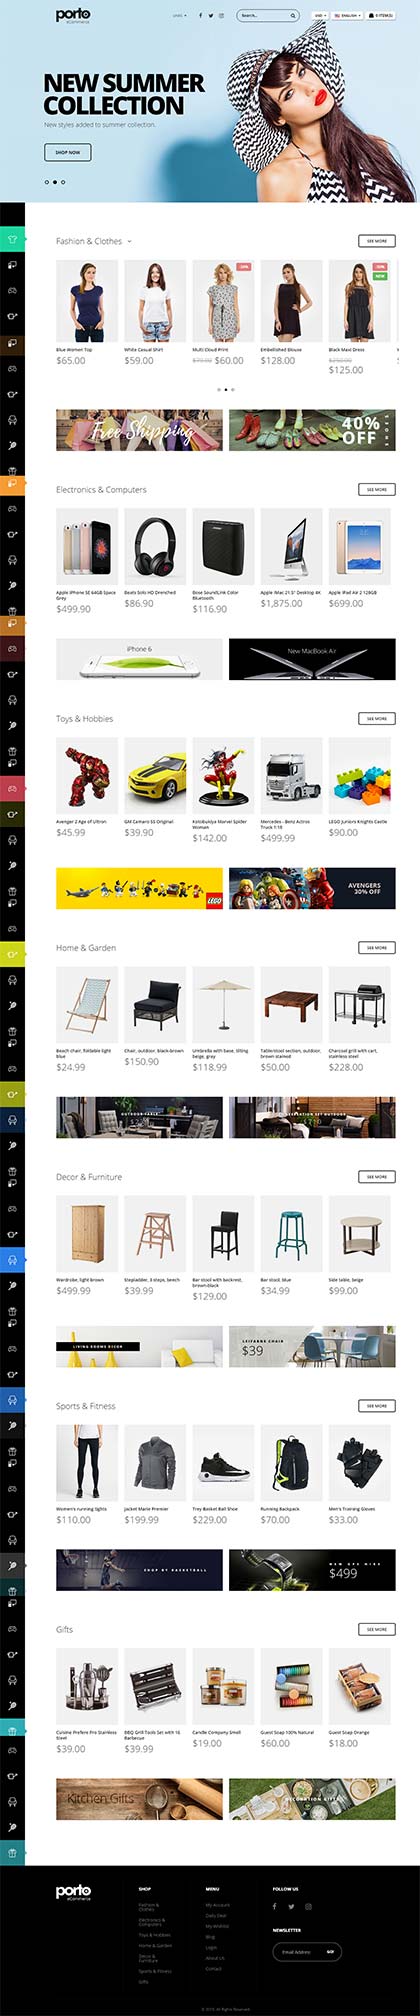 porto
eCommerce
LINKS
Search...
USD
ENGLISH
0 ITEM(S)
NEW SUMMER
COLLECTION
New styles added to summer collection.
SHOP NOW
Fashion & Clothes
SEE MORE
NEW
Blue Women Top
White Casual Shirt
Multi Cloud Print
Embellished Blouse
Black Maxi Dress
$65.00
$59.00
$79.00 $60.00
$128.00
$250.00
$125.00
Free Shipping
40%
OFF
SHOES
Electronics & Computers
SEE MORE
Apple iPhone SE 64GB Space Grey
Beats Solo HD Drenched
Bose SoundLink Color Bluetooth
Apple iMac 21.5" Desktop 4K
Apple iPad Air 2 128GB
$499.90
$86.90
$116.90
$1,875.00
$699.00
iPhone 6
New MacBook Air
Toys & Hobbies
SEE MORE
Avenger 2 Age of Ultron
GM Camaro SS Original
Kotobukiya Marvel Spider Woman
Mercedes - Benz Actros Truck 1:18
LEGO Juniors Knights Castle
$45.99
$39.90
$142.00
$499.99
$90.00
LEGO
AVENGERS
30% OFF
Home & Garden
SEE MORE
Beach chair, foldable light blue
Chair, outdoor, black-brown
Umbrella with base, tilting beige, gray
Table/stool section, outdoor, brown stained
Charcoal grill with cart, stainless steel
$24.99
$150.90
$118.99
$50.00
$228.00
OUTDOOR TABLE
Decor & Furniture
SEE MORE
Wardrobe, light brown
Stepladder, 3 steps, beech
Bar stool with backrest, brown-black
Bar stool, blue
Side table, beige
$499.99
$39.99
$129.00
$34.99
$99.00
LIVING ROOMS DECOR
LEIFARNE CHAIR
$39
Sports & Fitness
SEE MORE
Women's running tights
Jacket Marie Premier
Trey Basket Ball Shoe
Running Backpack
Men's Training Gloves
$110.00
$199.99
$229.00
$70.00
$33.00
SHOP BY BASKETBALL
$499
Gifts
SEE MORE
Cuisine Prefere Pro Stainless Steel
BBQ Grill Tools Set with 16 Barbecue
Candle Company Smell
Guest Soap 100% Natural
Guest Soap Orange
$39.00
$39.99
$19.00
$60.00
$18.00
Kitchen Gifts
DECORATION GIFTS
porto
eCommerce
SHOP
Fashion & Clothes
Electronics & Computers
Toys & Hobbies
Home & Garden
Decor & Furniture
Sports & Fitness
Gifts
MENU
My Account
Daily Deal
My Wishlist
Blog
Login
About Us
Contact
FOLLOW US
NEWSLETTER
Email Address
GO!
All Rights Reserved.